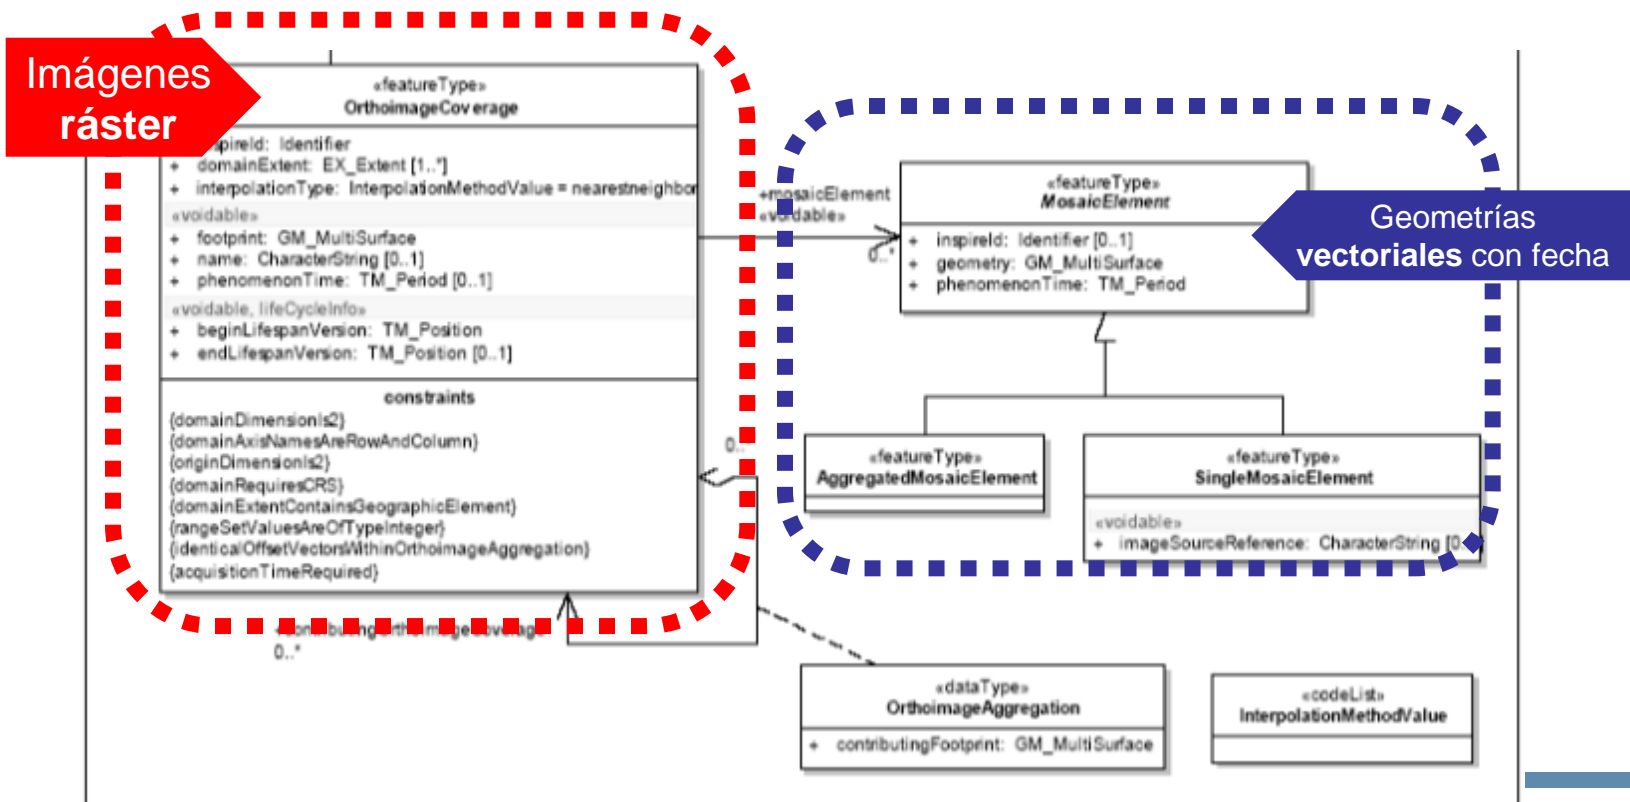 Imágenes
ráster
«featureType»
OrthoimageCoverage
inspireId: Identifier
+ domainExtent: EX_Extent [1..*]
+ interpolationType: InterpolationMethodValue = nearestneighbor
«voidable»
+ footprint: GM_MultiSurface
+ name: CharacterString [0..1]
+ phenomenonTime: TM_Period [0..1]
«voidable, lifeCycleInfo»
+ beginLifespanVersion: TM_Position
+ endLifespanVersion: TM_Position [0..1]
constraints
{domainDimensionIs2}
{domainAxisNamesAreRowAndColumn}
{originDimensionIs2}
{domainRequiresCRS}
{domainExtentContainsGeographicElement}
{rangeSetValuesAreOfTypeInteger}
{identicalOffsetVectorsWithinOrthoimageAggregation}
{acquisitionTimeRequired}
+contributingOrthoimageCoverage
0..*
0..
+mosaicElement
«voidable»
0..*
«featureType»
MosaicElement
+ inspireId: Identifier [0..1]
+ geometry: GM_MultiSurface
+ phenomenonTime: TM_Period
Geometrías
vectoriales con fecha
«featureType»
AggregatedMosaicElement
«featureType»
SingleMosaicElement
«voidable»
+ imageSourceReference: CharacterString [0..
«dataType»
OrthoimageAggregation
+ contributingFootprint: GM_MultiSurface
«codeList»
InterpolationMethodValue